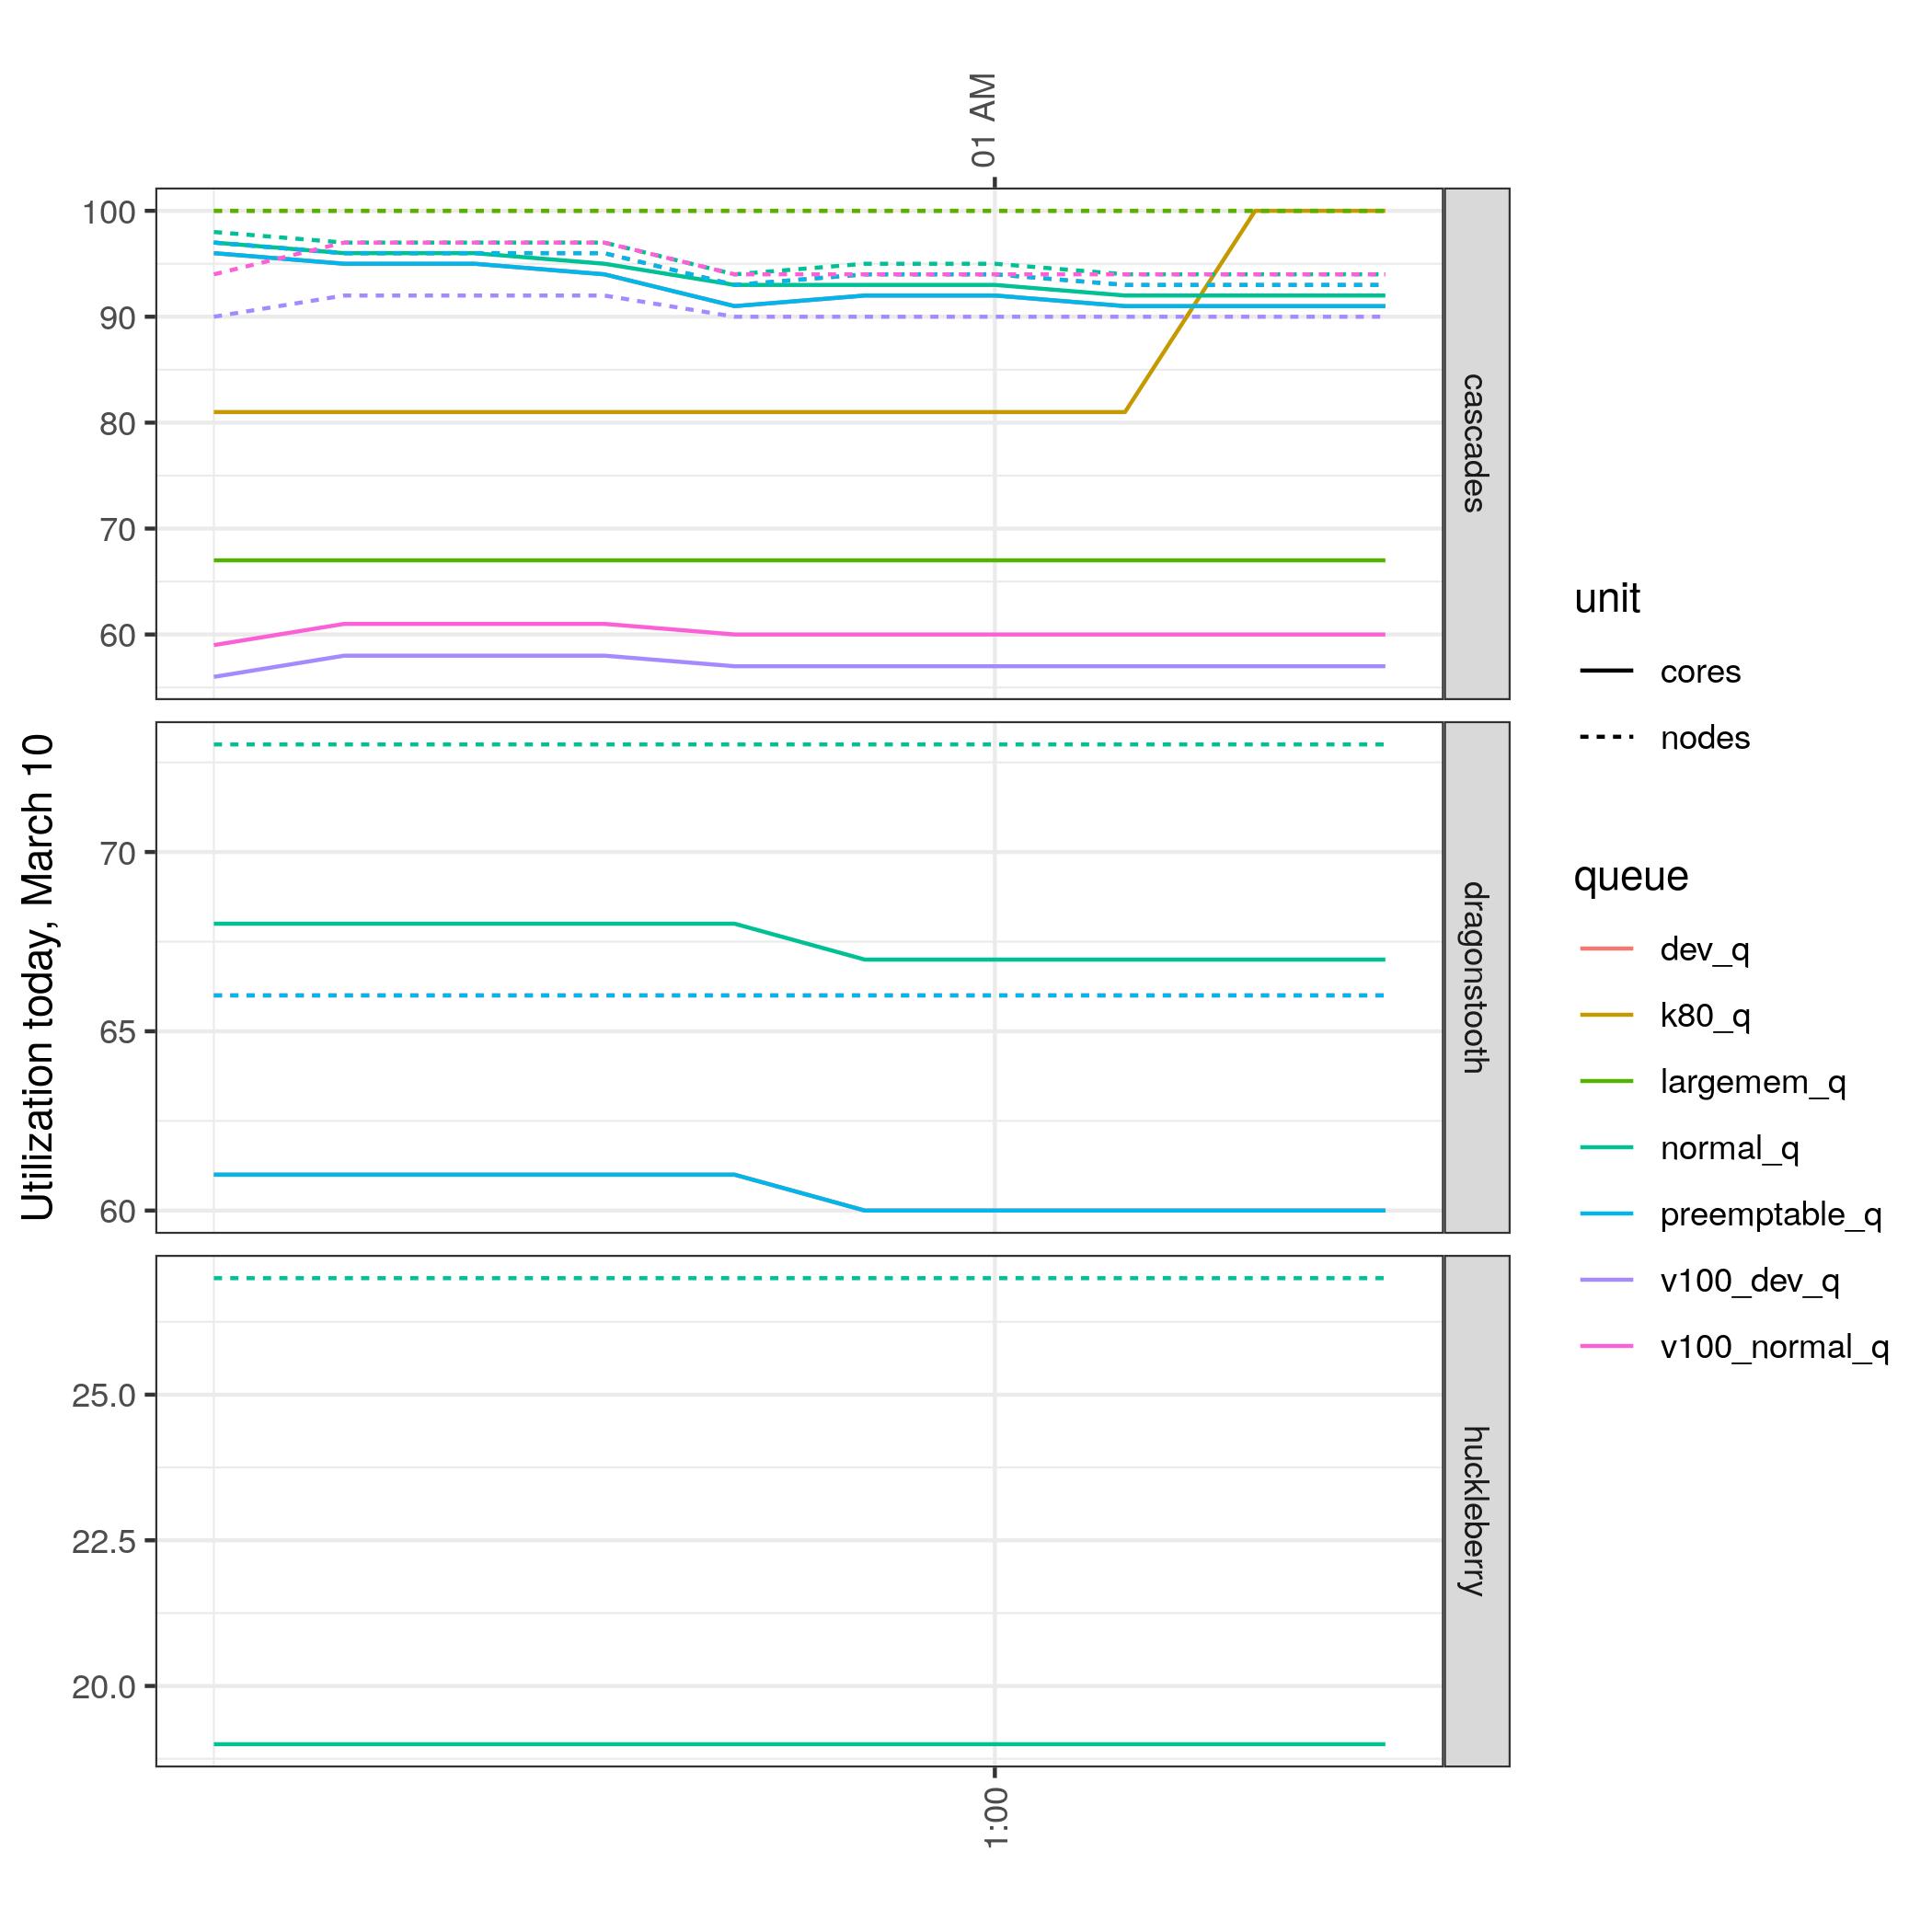 01 AM
Utilization today, March 10
100
90
80
70
60
cascades
70
65
60
dragonstooth
25.0
22.5
20.0
huckleberry
1:00
unit
cores
nodes
queue
dev_q
k80_q
largemem_q
normal_q
preemptable_q
v100_dev_q
v100_normal_q